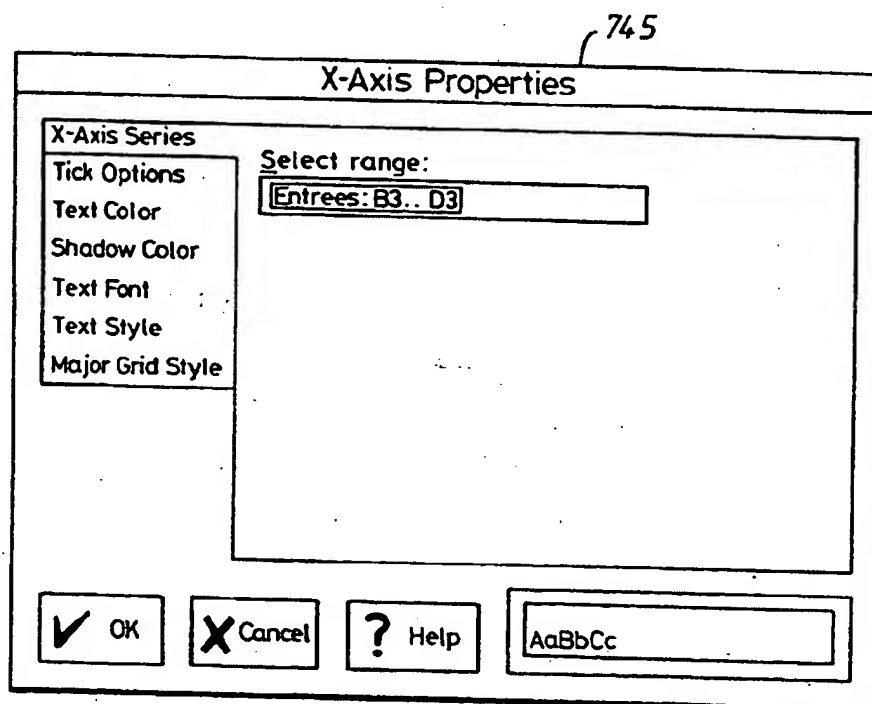 745
X-Axis Properties
X-Axis Series
Tick Options
Text Color
Shadow Color
Text Font
Text Style
Major Grid Style
Select range:
Entrees: B3.. D3
OK
Cancel
? Help
AaBbCc